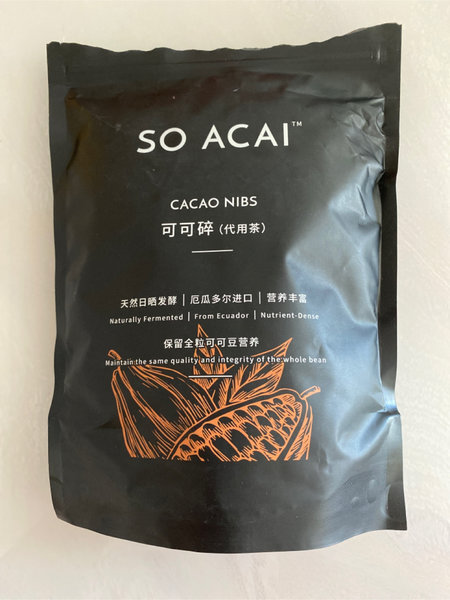 SO ACAI™
CACAO NIBS
可可碎（代用茶）
天然日晒发酵 | 厄瓜多尔进口 | 营养丰富
Naturally Fermented | From Ecuador | Nutrient-Dense
保留全粒可可豆营养
Maintain the same quality and integrity of the whole bean